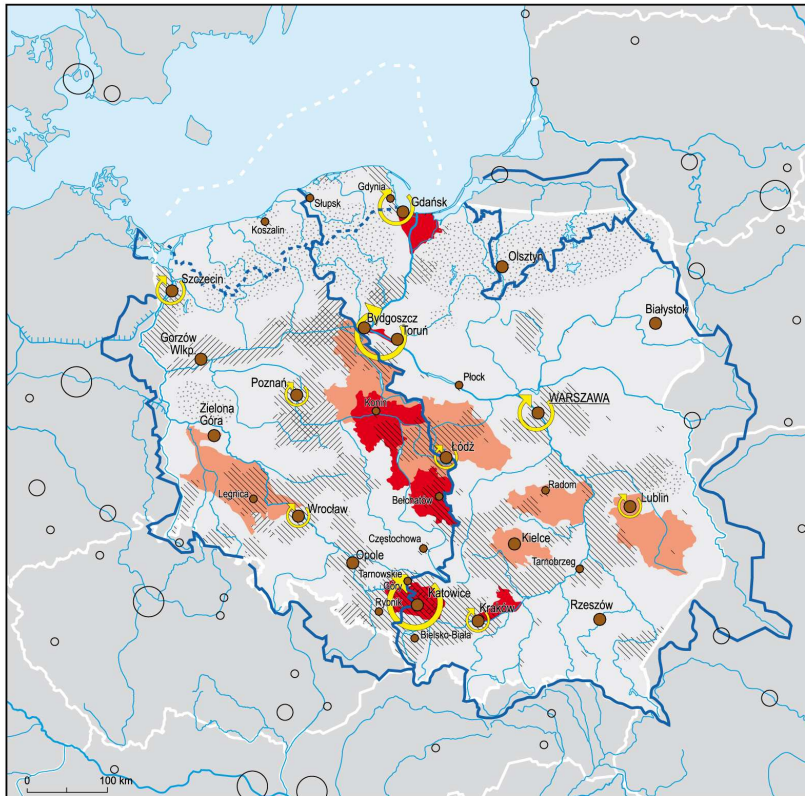 Gdynia
Gdańsk
Słupsk
Koszalin
Olsztyn
Szczecin
Białystok
Bydgoszcz
Toruń
Gorzów
Wlkp.
Płock
Poznań
WARSZAWA
Konin
Zielona
Góra
Łódź
Radom
Lublin
Legnica
Bełchatów
Wrocław
Częstochowa
Kielce
Opole
Tarnobrzeg
Tarnowskie
Góry
Katowice
Rybnik
Kraków
Rzeszów
Bielsko-Biała
0 100 km